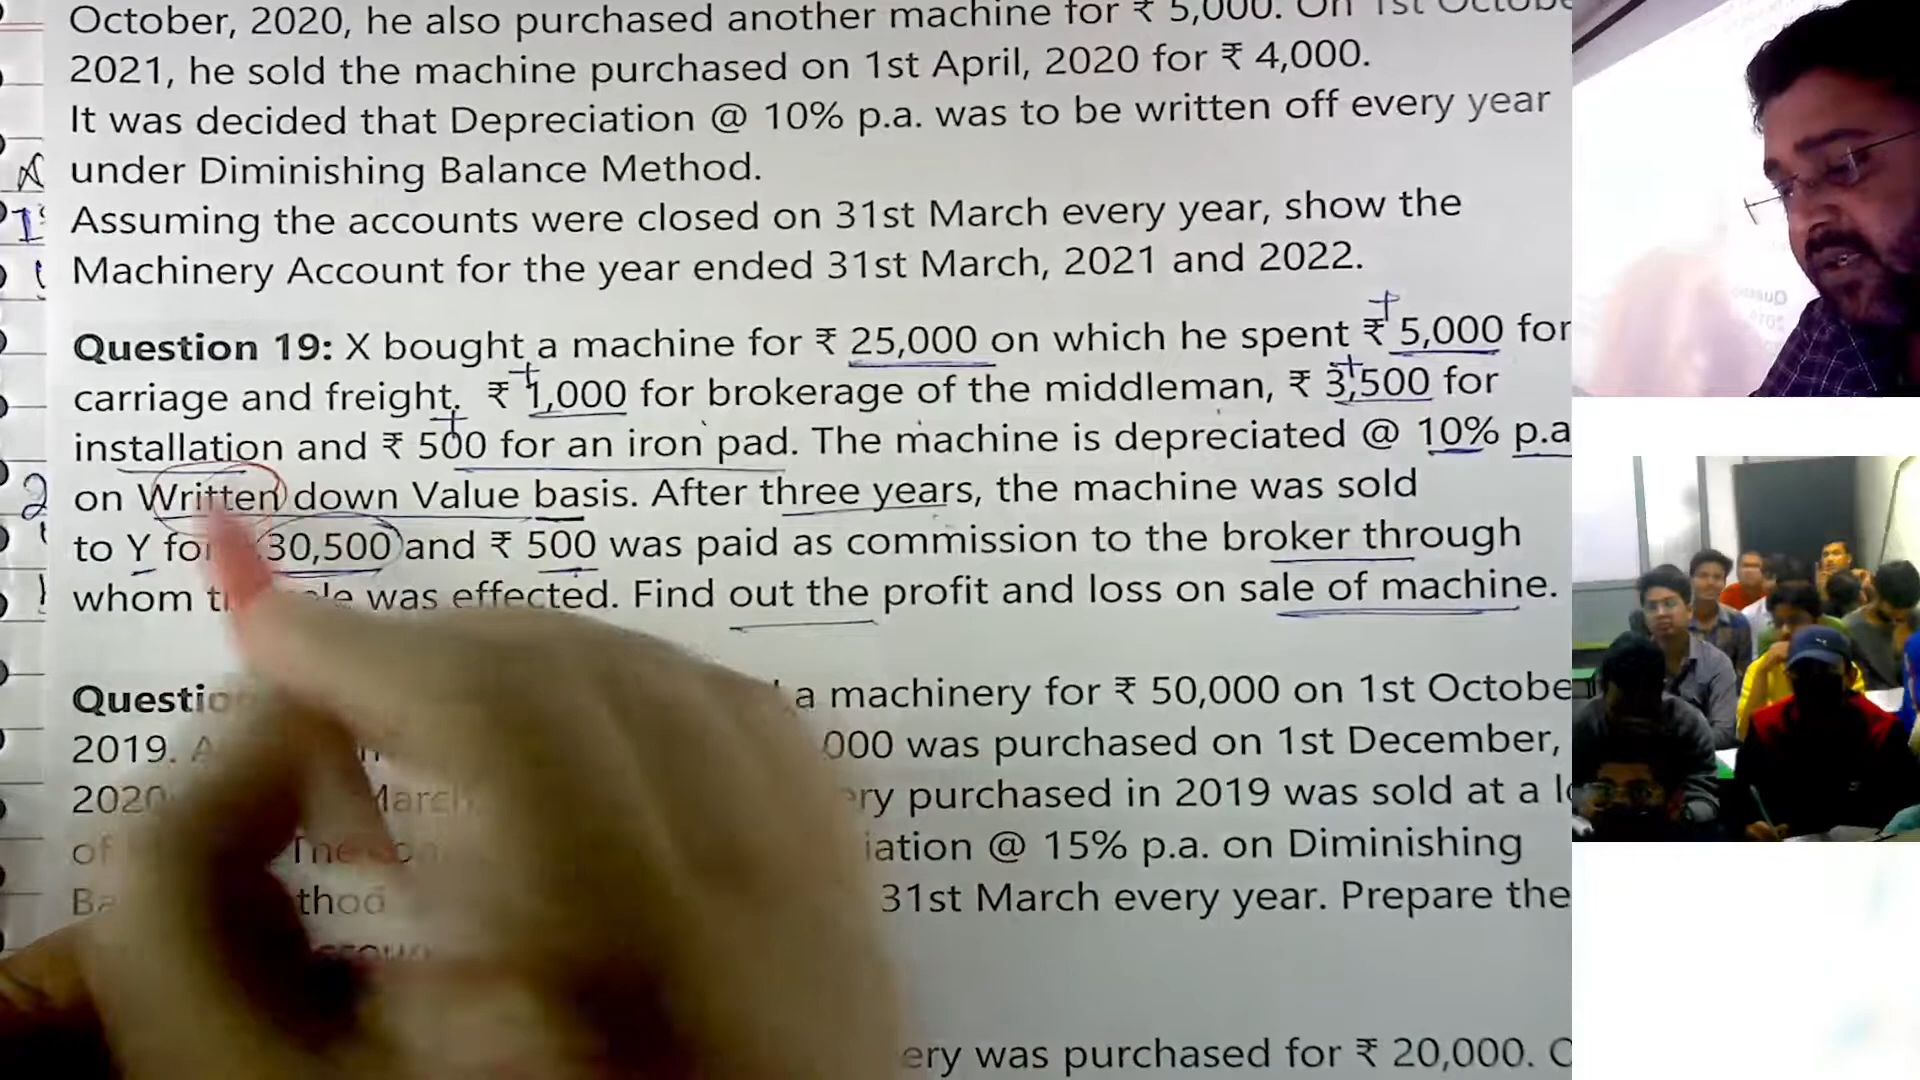 October, 2020, he also purchased another machine for ₹ 5,000. On 1st Octobe
2021, he sold the machine purchased on 1st April, 2020 for ₹ 4,000.
It was decided that Depreciation @ 10% p.a. was to be written off every year
under Diminishing Balance Method.
Assuming the accounts were closed on 31st March every year, show the
Machinery Account for the year ended 31st March, 2021 and 2022.
Question 19: X bought a machine for ₹ 25,000 on which he spent ₹ 5,000 for
carriage and freight. ₹ 1,000 for brokerage of the middleman, ₹ 3,500 for
installation and ₹ 500 for an iron pad. The machine is depreciated @ 10% p.a
on Written down Value basis. After three years, the machine was sold
to Y for 30,500 and ₹ 500 was paid as commission to the broker through
whom was effected. Find out the profit and loss on sale of machine.
a machinery for ₹ 50,000 on 1st Octobe
2019. 000 was purchased on 1st December,
2020 purchased in 2019 was sold at a
of @ 15% p.a. on Diminishing
31st March every year. Prepare the
was purchased for ₹ 20,000.